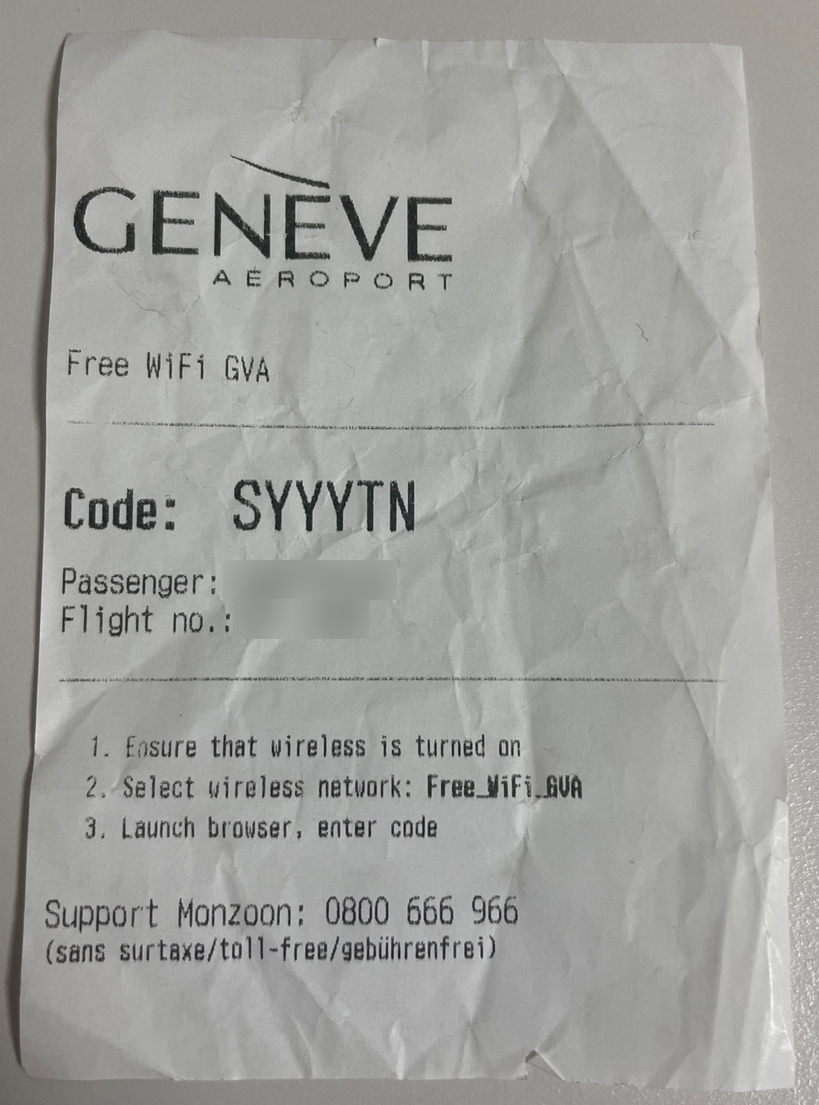 GENÈVE
AÉROPORT
Free WiFi GVA
Code: SYYYTN
Passenger:
Flight no.:
1. Ensure that wireless is turned on
2. Select wireless network: Free_WiFi_GVA
3. Launch browser, enter code
Support Monzoon: 0800 666 966
(sans surtaxe/toll-free/gebührenfrei)